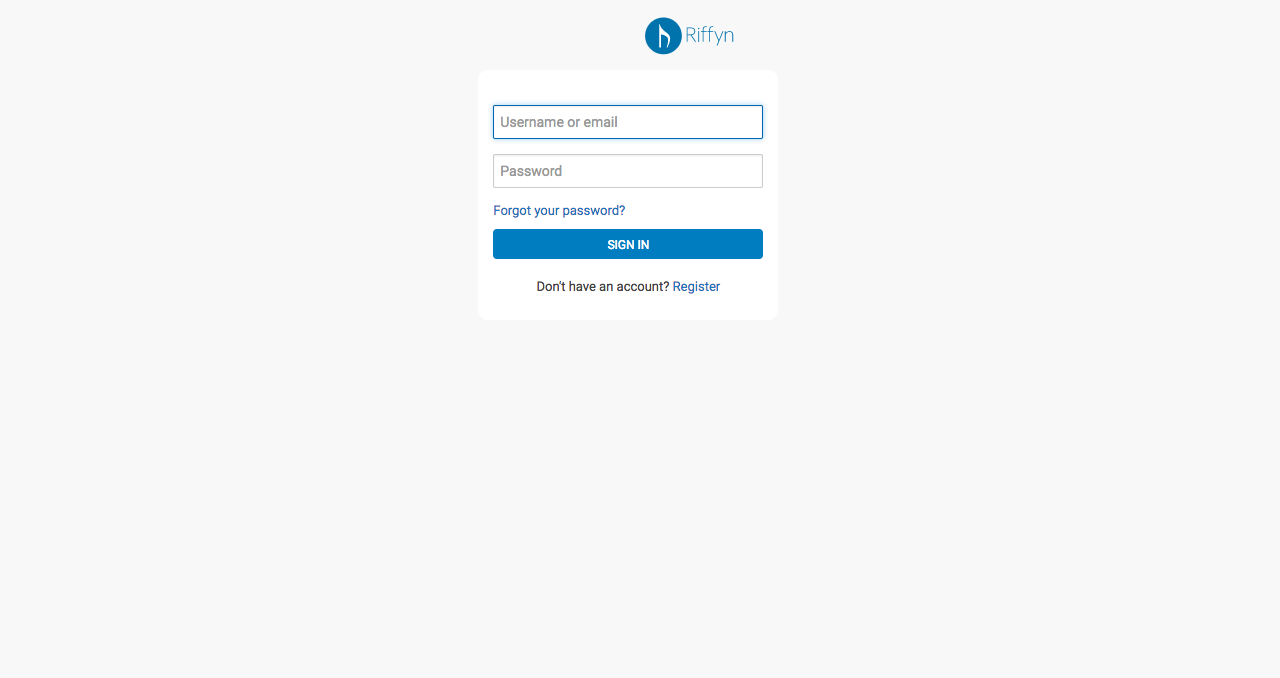 Riffyn
Username or email
Password
Forgot your password?
SIGN IN
Don't have an account? Register